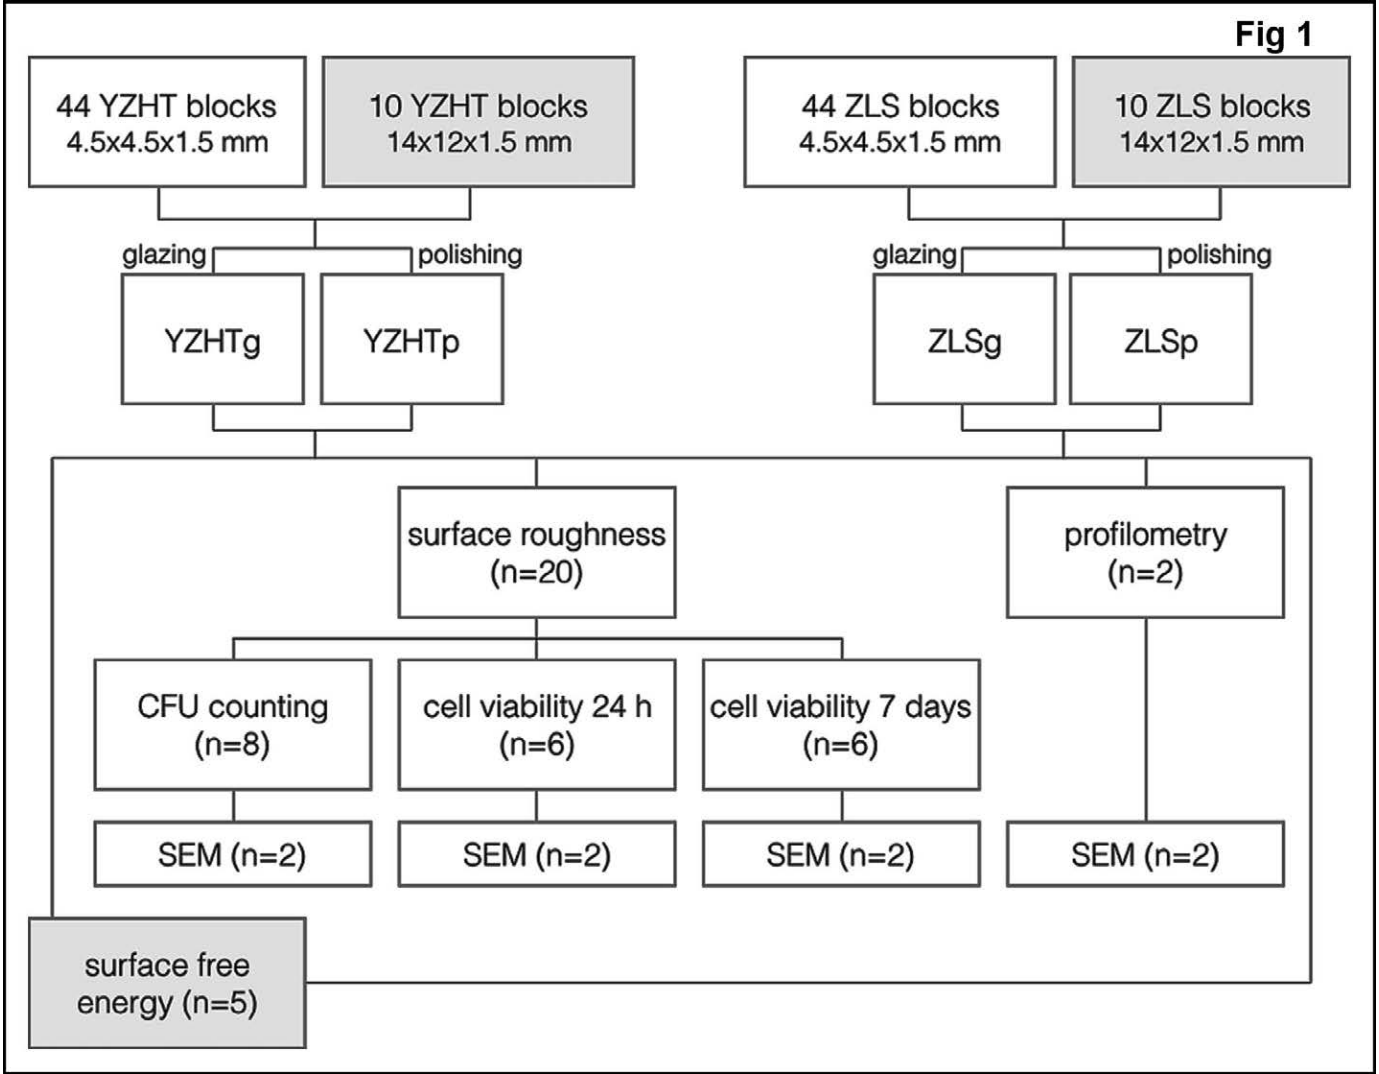 Fig 1
44 YZHT blocks
4.5x4.5x1.5 mm
10 YZHT blocks
14x12x1.5 mm
44 ZLS blocks
4.5x4.5x1.5 mm
10 ZLS blocks
14x12x1.5 mm
glazing
polishing
glazing
polishing
YZHTg
YZHTp
ZLSg
ZLSp
surface roughness
(n=20)
profilometry
(n=2)
CFU counting
(n=8)
cell viability 24 h
(n=6)
cell viability 7 days
(n=6)
SEM (n=2)
SEM (n=2)
SEM (n=2)
SEM (n=2)
surface free
energy (n=5)